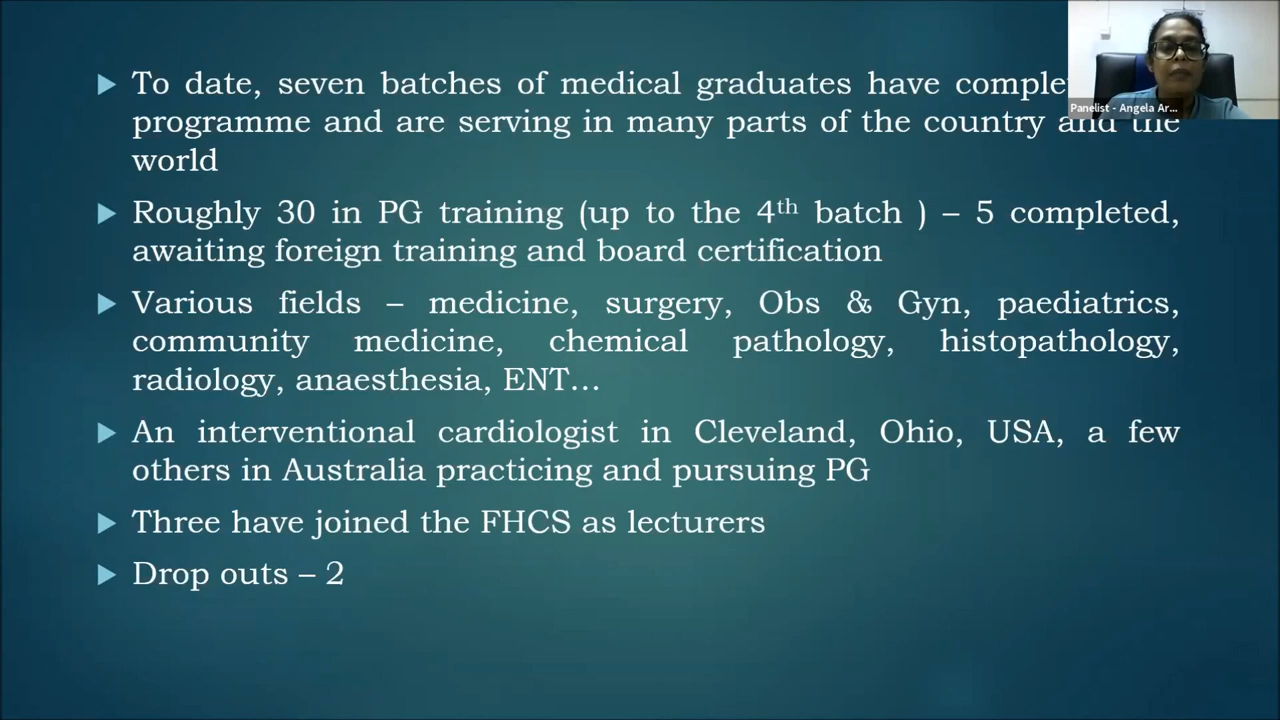 To date, seven batches of medical graduates have
programme and are serving in many parts of the country and the
world
Roughly 30 in PG training (up to the 4th batch ) – 5 completed,
awaiting foreign training and board certification
Various fields – medicine, surgery, Obs & Gyn, paediatrics,
community medicine, chemical pathology, histopathology,
radiology, anaesthesia, ENT…
An interventional cardiologist in Cleveland, Ohio, USA, a few
others in Australia practicing and pursuing PG
Three have joined the FHCS as lecturers
Drop outs – 2
Panelist - Angela Ar...